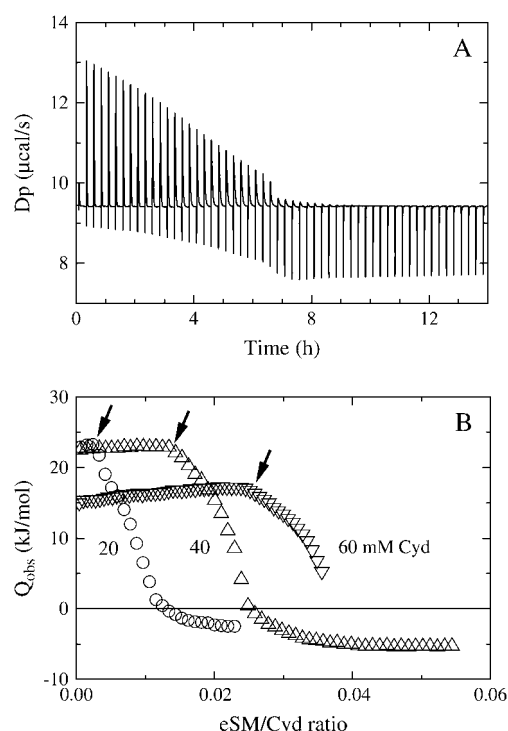 A
14
12
10
8
Dp (µcal/s)
0
4
8
12
Time (h)
B
30
20
10
0
-10
Qobs (kJ/mol)
20
40
60 mM Cyd
0.00
0.02
0.04
0.06
eSM/Cyd ratio